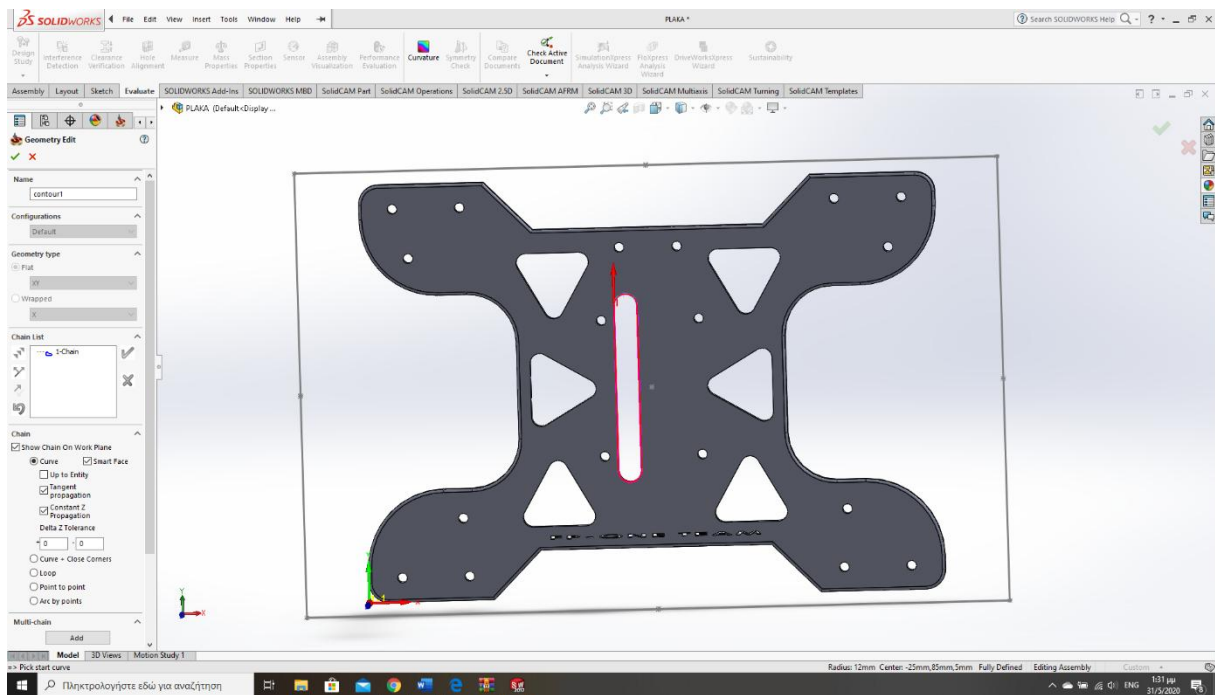 SOLIDWORKS File Edit View Insert Tools Window Help PLAKA * Search SOLIDWORKS Help
Design Study
Interference Detection
Clearance Verification
Hole Alignment
Measure
Mass Properties
Section Properties
Sensor
Assembly Visualization
Performance Evaluation
Curvature
Symmetry Check
Compare Documents
Check Active Document
SimulationXpress Analysis Wizard
FloXpress Analysis Wizard
DriveWorksXpress Wizard
Sustainability
Assembly Layout Sketch Evaluate SOLIDWORKS Add-Ins SOLIDWORKS MBD SolidCAM Part SolidCAM Operations SolidCAM 2.5D SolidCAM AFRM SolidCAM 3D SolidCAM Multiaxis SolidCAM Turning SolidCAM Templates
PLAKA (Default<Display ...
Geometry Edit
Name
contour1
Configurations
Default
Geometry type
Flat
XY
Wrapped
X
Chain List
1-Chain
Chain
Show Chain On Work Plane
Curve Smart Face
Up to Entity
Tangent propagation
Constant Z Propagation
Delta Z Tolerance
+ 0 - 0
Curve + Close Corners
Loop
Point to point
Arc by points
Multi-chain
Add
Y
X
Model 3D Views Motion Study 1
=> Pick start curve Radius: 12mm Center: -25mm,85mm,5mm Fully Defined Editing Assembly Custom
Πληκτρολογήστε εδώ για αναζήτηση ENG 1:31 μμ
31/5/2020